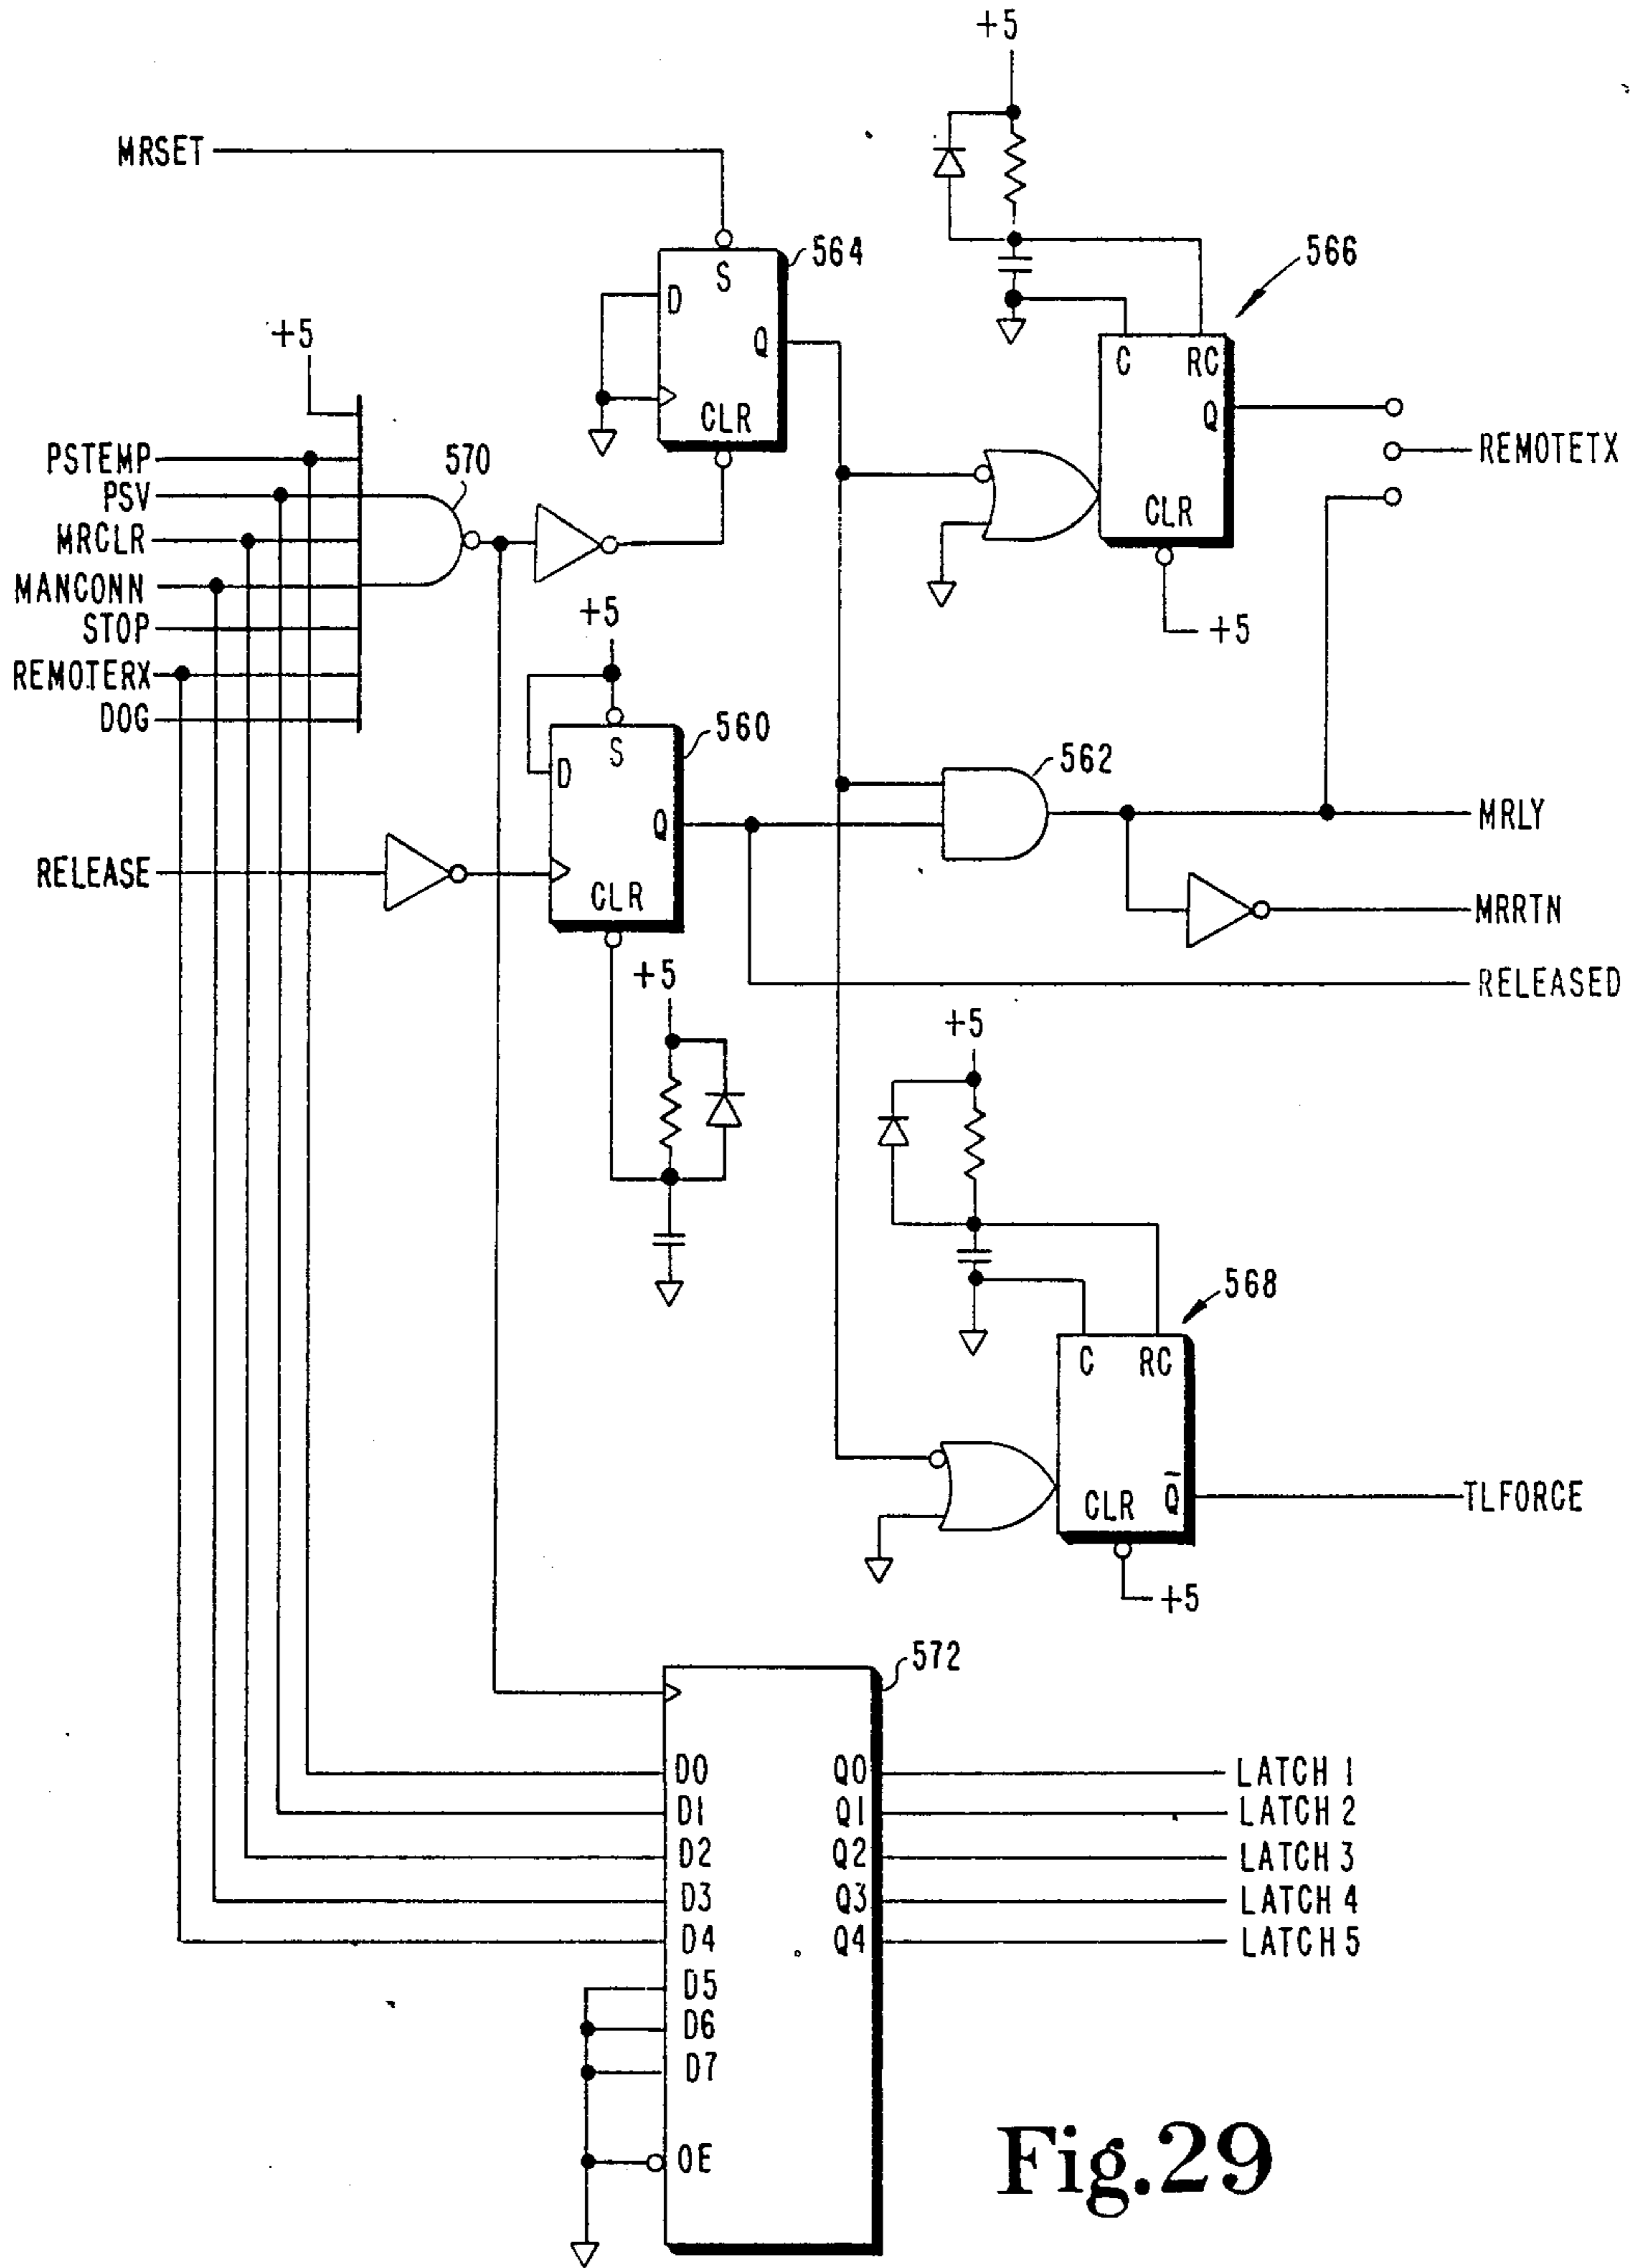 +5
MRSET
564
S
D
Q
CLR
566
C RC
Q
CLR
+5
REMOTETX
+5
PSTEMP
PSV
MRCLR
MANCONN
STOP
REMOTERX
DOG
570
+5
560
S
D
Q
CLR
RELEASE
+5
562
MRLY
MRRTN
RELEASED
+5
568
C RC
CLR Q̅
+5
TLFORCE
572
D0 Q0 LATCH 1
D1 Q1 LATCH 2
D2 Q2 LATCH 3
D3 Q3 LATCH 4
D4 Q4 LATCH 5
D5
D6
D7
OE
Fig.29